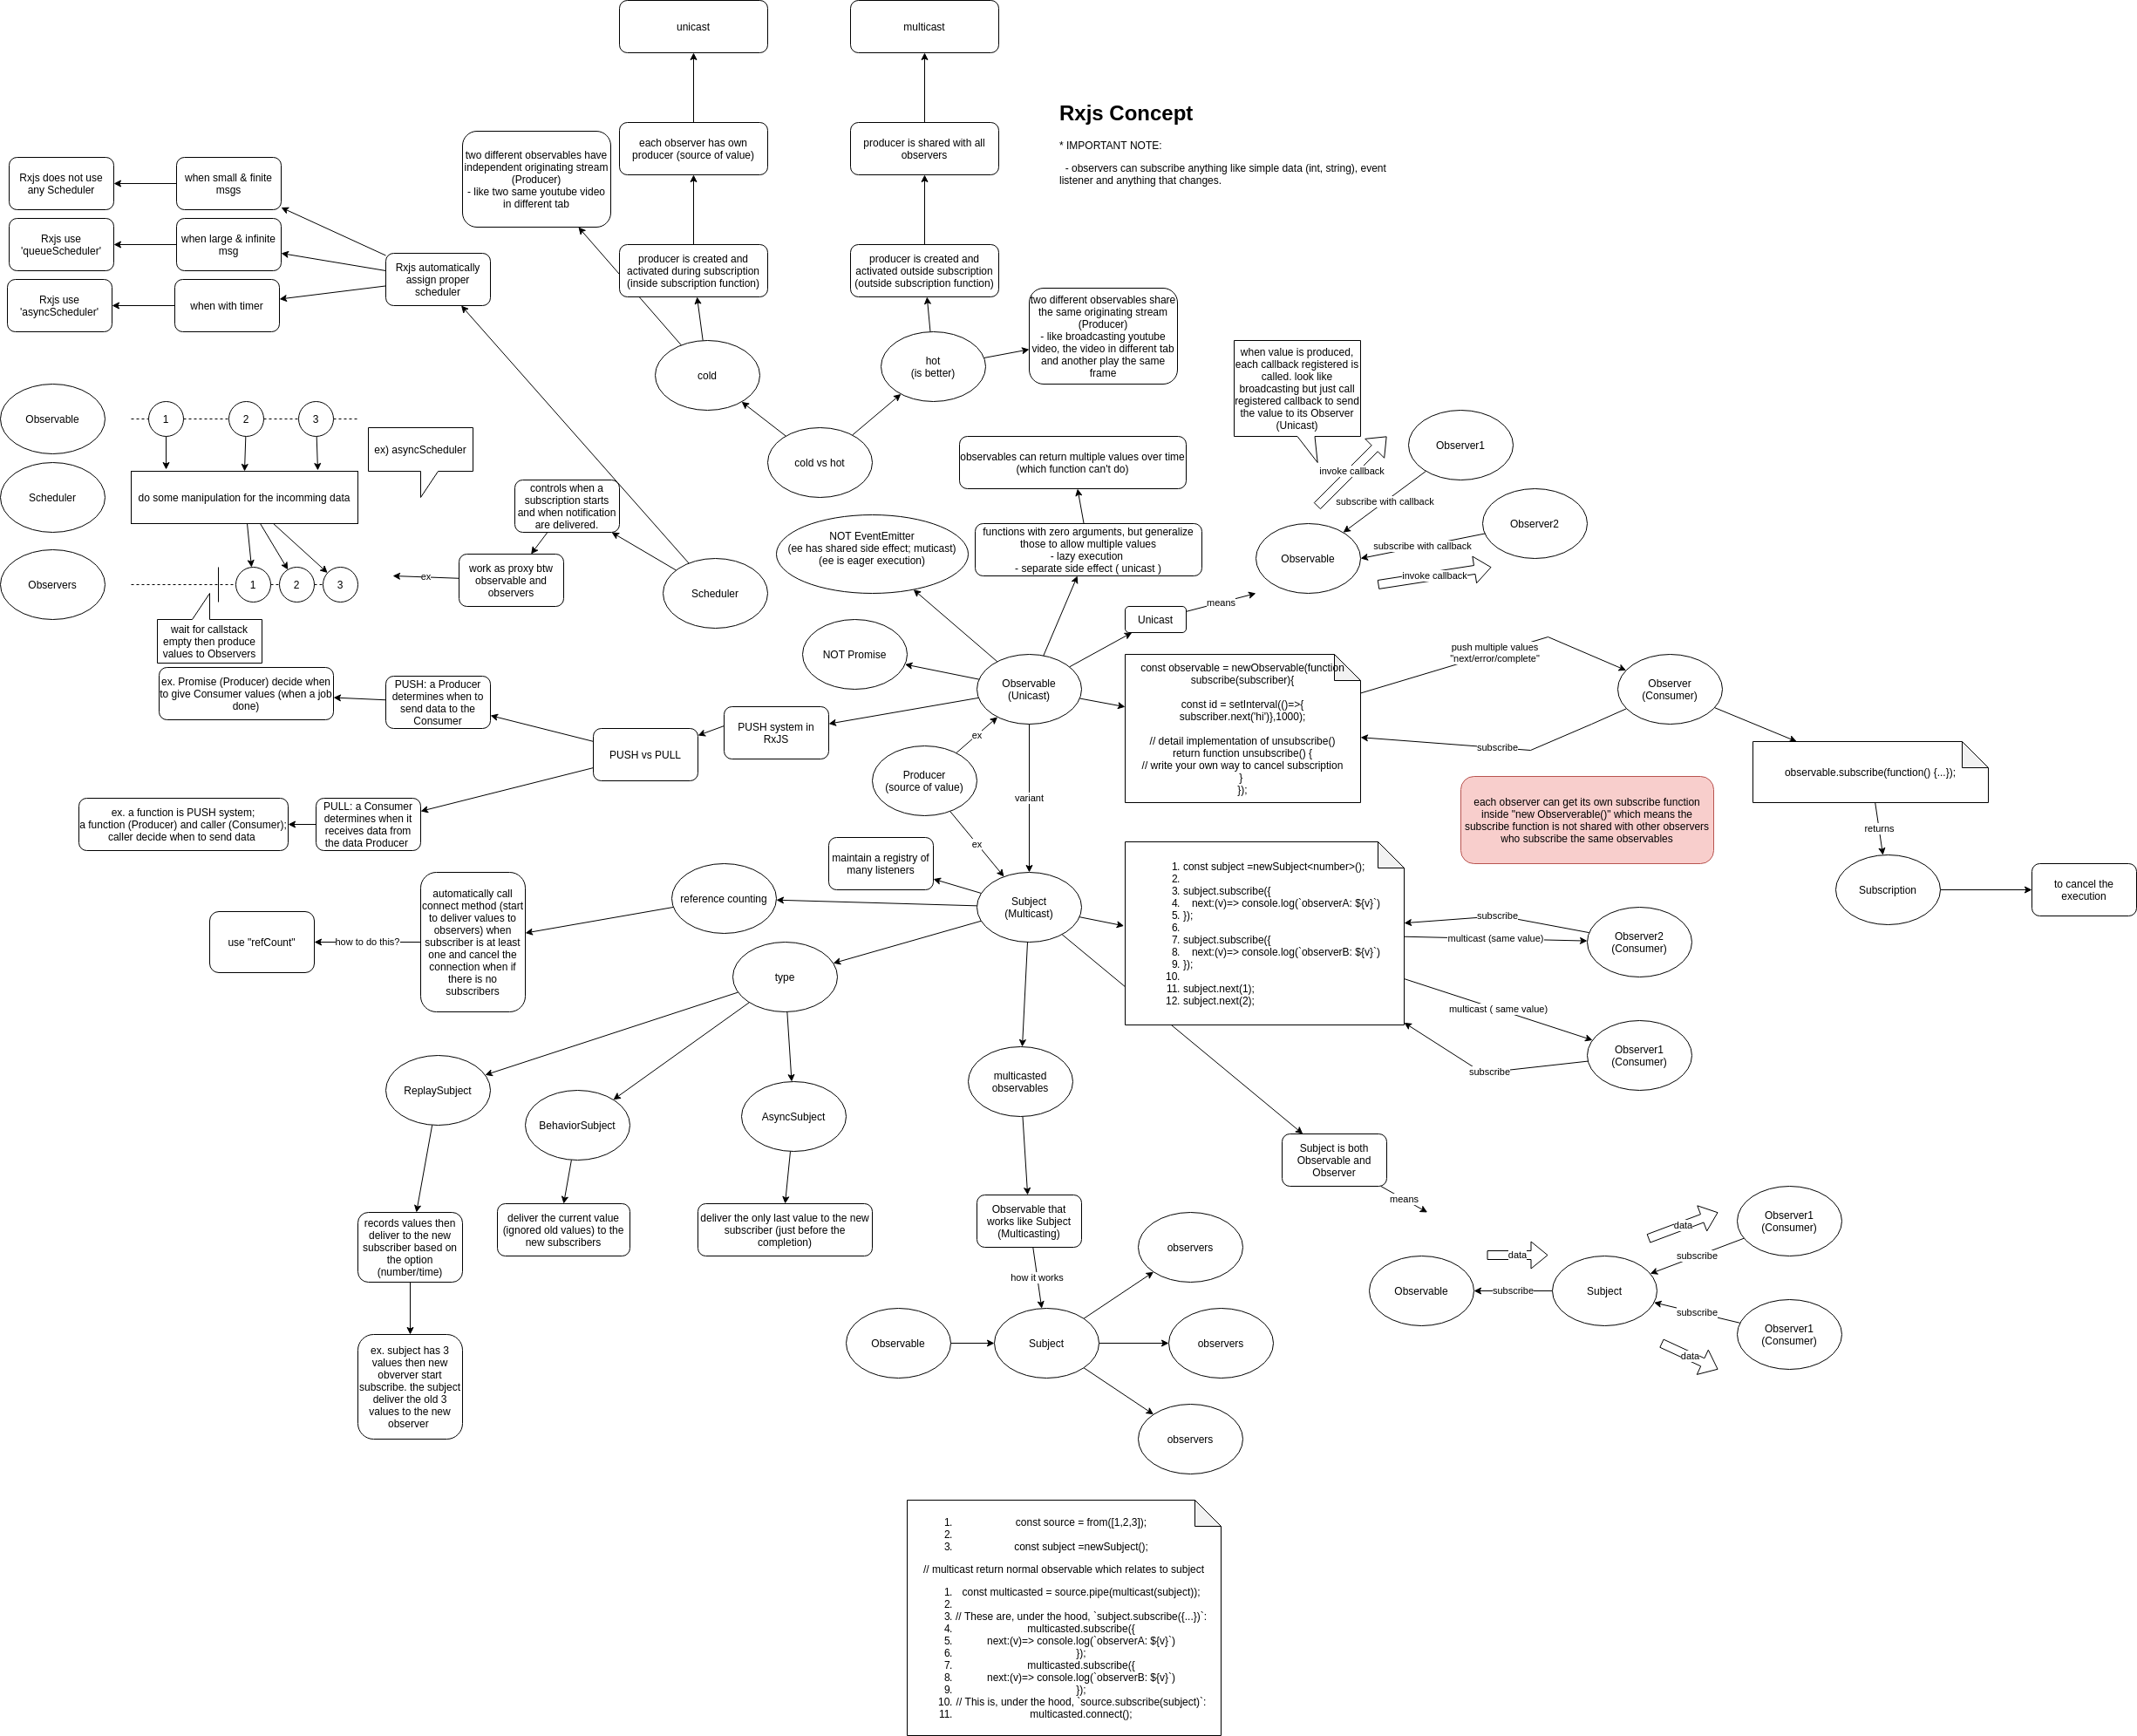 unicast
multicast
Rxjs Concept
* IMPORTANT NOTE:
- observers can subscribe anything like simple data (int, string), event
listener and anything that changes.
each observer has own
producer (source of value)
producer is shared with all
observers
two different observables have
independent originating stream
(Producer)
- like two same youtube video
in different tab
Rxjs does not use
any Scheduler
when small & finite
msgs
Rxjs use
'queueScheduler'
when large & infinite
msg
Rxjs use
'asyncScheduler'
when with timer
Rxjs automatically
assign proper
scheduler
producer is created and
activated during subscription
(inside subscription function)
producer is created and
activated outside subscription
(outside subscription function)
two different observables share
the same originating stream
(Producer)
- like broadcasting youtube
video, the video in different tab
and another play the same
frame
cold
hot
(is better)
cold vs hot
when value is produced,
each callback registered is
called. look like
broadcasting but just call
registered callback to send
the value to its Observer
(Unicast)
Observer1
invoke callback
subscribe with callback
Observer2
Observable
subscribe with callback
invoke callback
Observable
1
2
3
ex) asyncScheduler
Scheduler
do some manipulation for the incomming data
Observers
1
2
3
wait for callstack
empty then produce
values to Observers
controls when a
subscription starts
and when notification
are delivered.
ex
work as proxy btw
observable and
observers
Scheduler
observables can return multiple values over time
(which function can't do)
NOT EventEmitter
(ee has shared side effect; muticast)
(ee is eager execution)
functions with zero arguments, but generalize
those to allow multiple values
- lazy execution
- separate side effect ( unicast )
Unicast
means
NOT Promise
Observable
(Unicast)
const observable = newObservable(function
subscribe(subscriber){
const id = setInterval(()=>{
subscriber.next('hi')},1000);
// detail implementation of unsubscribe()
return function unsubscribe() {
// write your own way to cancel subscription
}
});
push multiple values
"next/error/complete"
Observer
(Consumer)
subscribe
observable.subscribe(function() {...});
returns
Subscription
to cancel the
execution
each observer can get its own subscribe function
inside "new Observerable()" which means the
subscribe function is not shared with other observers
who subscribe the same observables
ex. Promise (Producer) decide when
to give Consumer values (when a job
done)
PUSH: a Producer
determines when to
send data to the
Consumer
PUSH vs PULL
PUSH system in
RxJS
ex
Producer
(source of value)
variant
ex
ex. a function is PUSH system;
a function (Producer) and caller (Consumer);
caller decide when to send data
PULL: a Consumer
determines when it
receives data from
the data Producer
maintain a registry of
many listeners
Subject
(Multicast)
reference counting
automatically call
connect method (start
to deliver values to
observers) when
subscriber is at least
one and cancel the
connection when if
there is no
subscribers
how to do this?
use "refCount"
1. const subject =newSubject<number>();
2.
3. subject.subscribe({
4. next:(v)=> console.log(`observerA: ${v}`)
5. });
6.
7. subject.subscribe({
8. next:(v)=> console.log(`observerB: ${v}`)
9. });
10.
11. subject.next(1);
12. subject.next(2);
subscribe
multicast (same value)
Observer2
(Consumer)
multicast ( same value)
Observer1
(Consumer)
subscribe
type
ReplaySubject
BehaviorSubject
AsyncSubject
records values then
deliver to the new
subscriber based on
the option
(number/time)
deliver the current value
(ignored old values) to the
new subscribers
deliver the only last value to the new
subscriber (just before the
completion)
ex. subject has 3
values then new
obverver start
subscribe. the subject
deliver the old 3
values to the new
observer
multicasted
observables
Observable that
works like Subject
(Multicasting)
how it works
Observable
Subject
observers
observers
observers
Subject is both
Observable and
Observer
means
data
Observable
subscribe
Subject
data
Observer1
(Consumer)
subscribe
subscribe
Observer1
(Consumer)
data
1. const source = from([1,2,3]);
2.
3. const subject =newSubject();
// multicast return normal observable which relates to subject
1. const multicasted = source.pipe(multicast(subject));
2.
3. // These are, under the hood, `subject.subscribe({...})`:
4. multicasted.subscribe({
5. next:(v)=> console.log(`observerA: ${v}`)
6. });
7. multicasted.subscribe({
8. next:(v)=> console.log(`observerB: ${v}`)
9. });
10. // This is, under the hood, `source.subscribe(subject)`:
11. multicasted.connect();